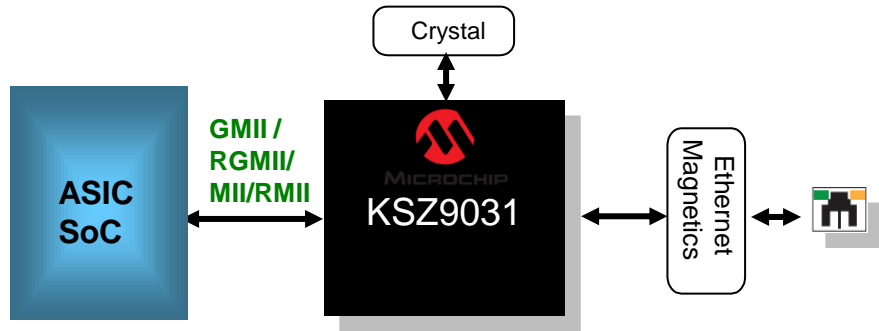 Crystal
GMII /
RGMII/
MII/RMII
ASIC
SoC
MICROCHIP
KSZ9031
Ethernet
Magnetics